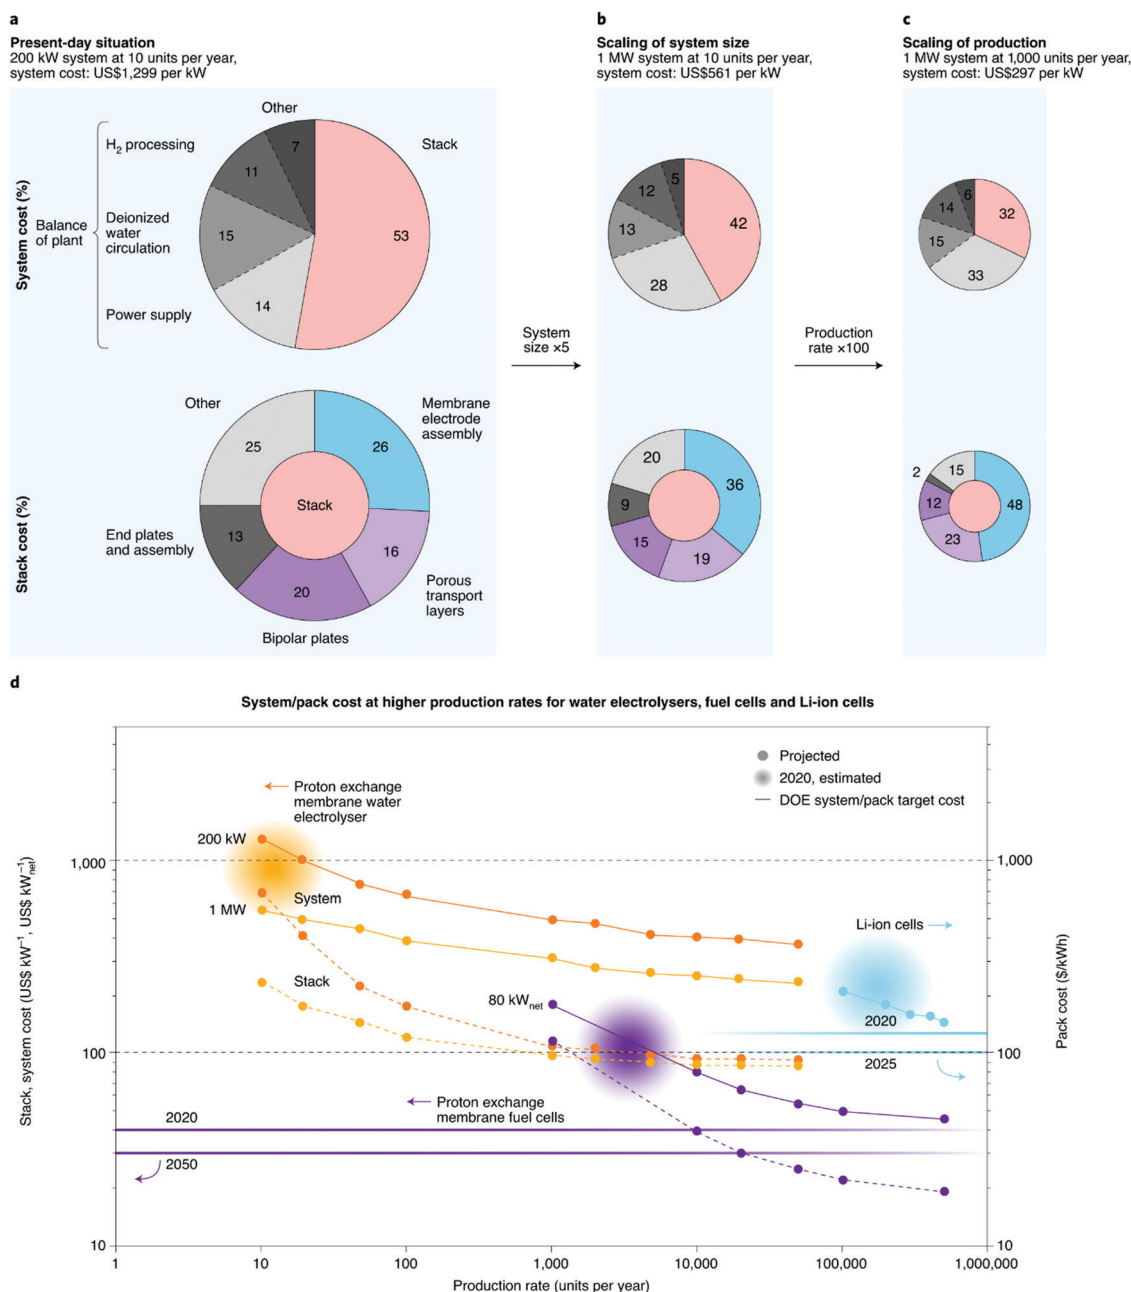 a
Present-day situation
200 kW system at 10 units per year,
system cost: US$1,299 per kW
b
Scaling of system size
1 MW system at 10 units per year,
system cost: US$561 per kW
c
Scaling of production
1 MW system at 1,000 units per year,
system cost: US$297 per kW
System cost (%)
Balance
of plant
Other
H₂ processing
Deionized
water
circulation
Power supply
Stack
7
11
15
14
53
5
12
13
28
42
6
14
15
33
32
System
size ×5
Production
rate ×100
Stack cost (%)
Other
Membrane
electrode
assembly
End plates
and assembly
Porous
transport
layers
Bipolar plates
Stack
25
26
13
16
20
20
36
9
15
19
2
15
48
12
23
d
System/pack cost at higher production rates for water electrolysers, fuel cells and Li-ion cells
Stack, system cost (US$ kW⁻¹, US$ kW⁻¹net)
1,000
100
10
Proton exchange
membrane water
electrolyser
200 kW
System
1 MW
Stack
80 kWnet
Proton exchange
membrane fuel cells
2020
2050
Projected
2020, estimated
DOE system/pack target cost
Li-ion cells
2020
2025
1,000
100
10
Pack cost ($/kWh)
1
10
100
1,000
10,000
100,000
1,000,000
Production rate (units per year)